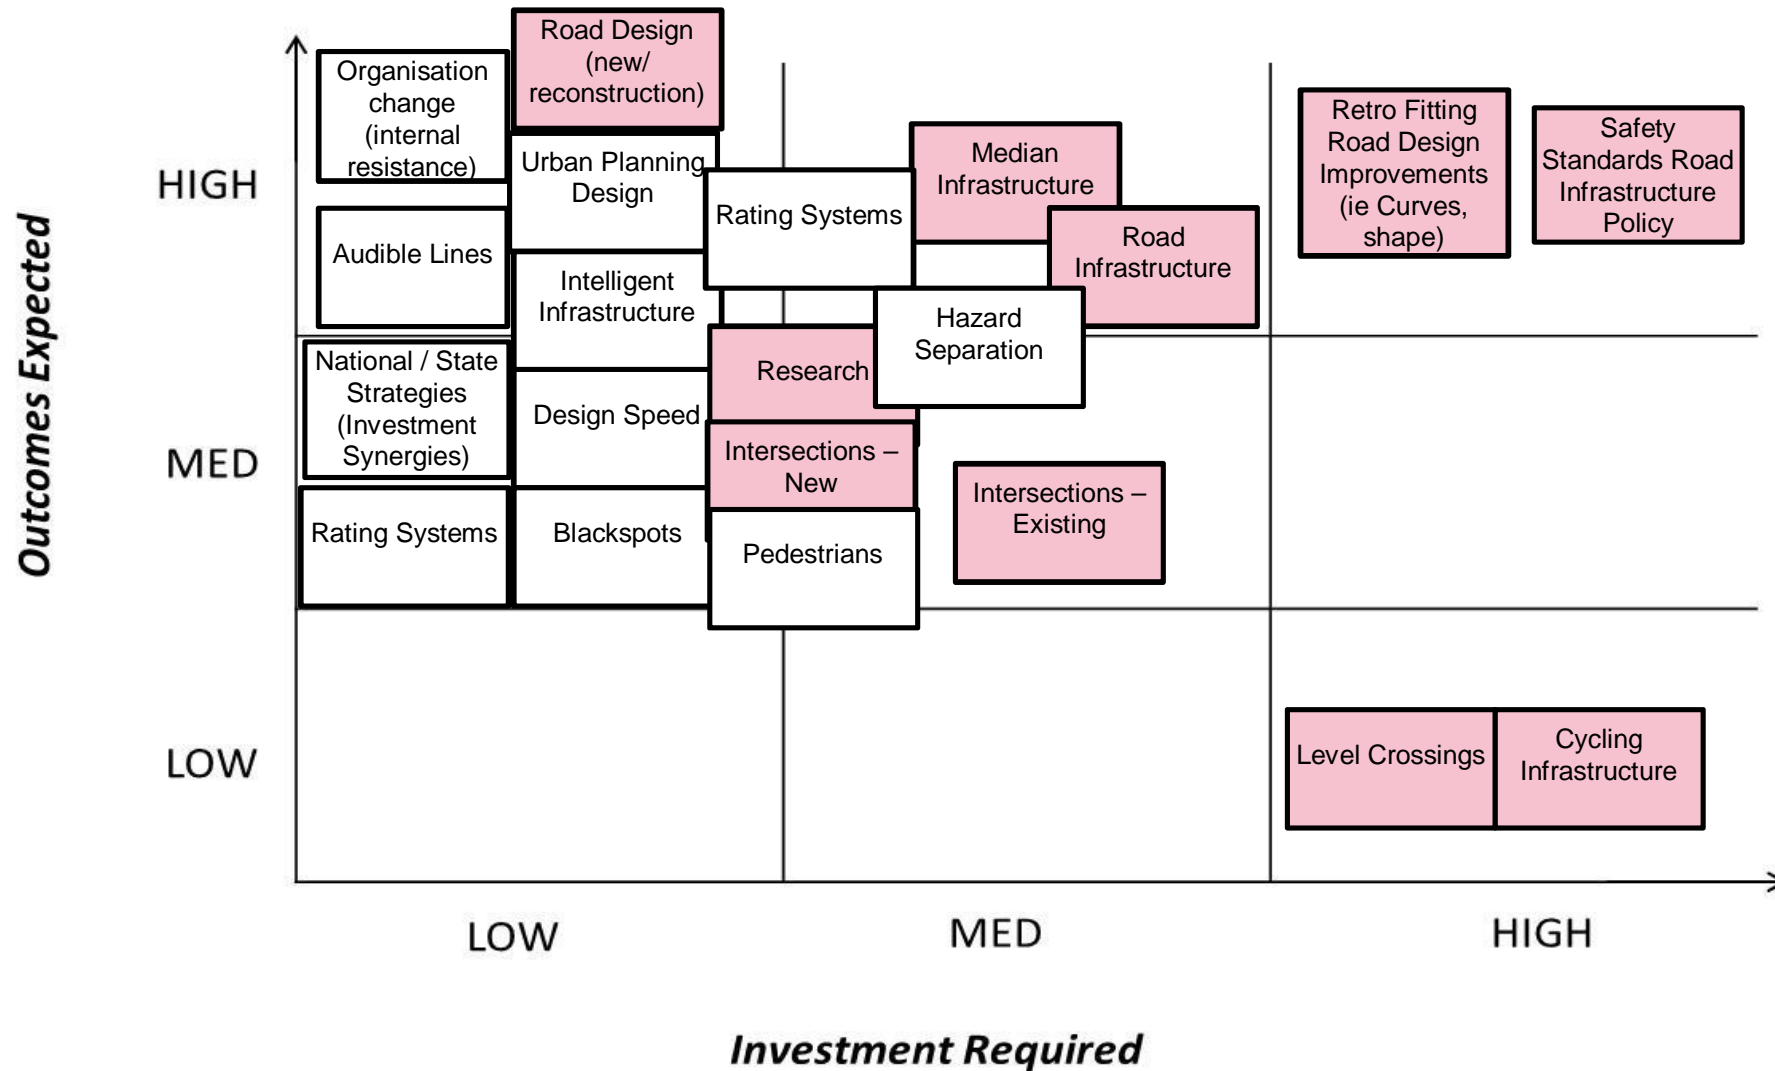 Outcomes Expected
HIGH
MED
LOW
Organisation
change
(internal
resistance)
Road Design
(new/
reconstruction)
Urban Planning
Design
Rating Systems
Median
Infrastructure
Road
Infrastructure
Retro Fitting
Road Design
Improvements
(ie Curves,
shape)
Safety
Standards Road
Infrastructure
Policy
Audible Lines
Intelligent
Infrastructure
Hazard
Separation
National / State
Strategies
(Investment
Synergies)
Design Speed
Research
Intersections –
New
Intersections –
Existing
Rating Systems
Blackspots
Pedestrians
Level Crossings
Cycling
Infrastructure
LOW
MED
HIGH
Investment Required